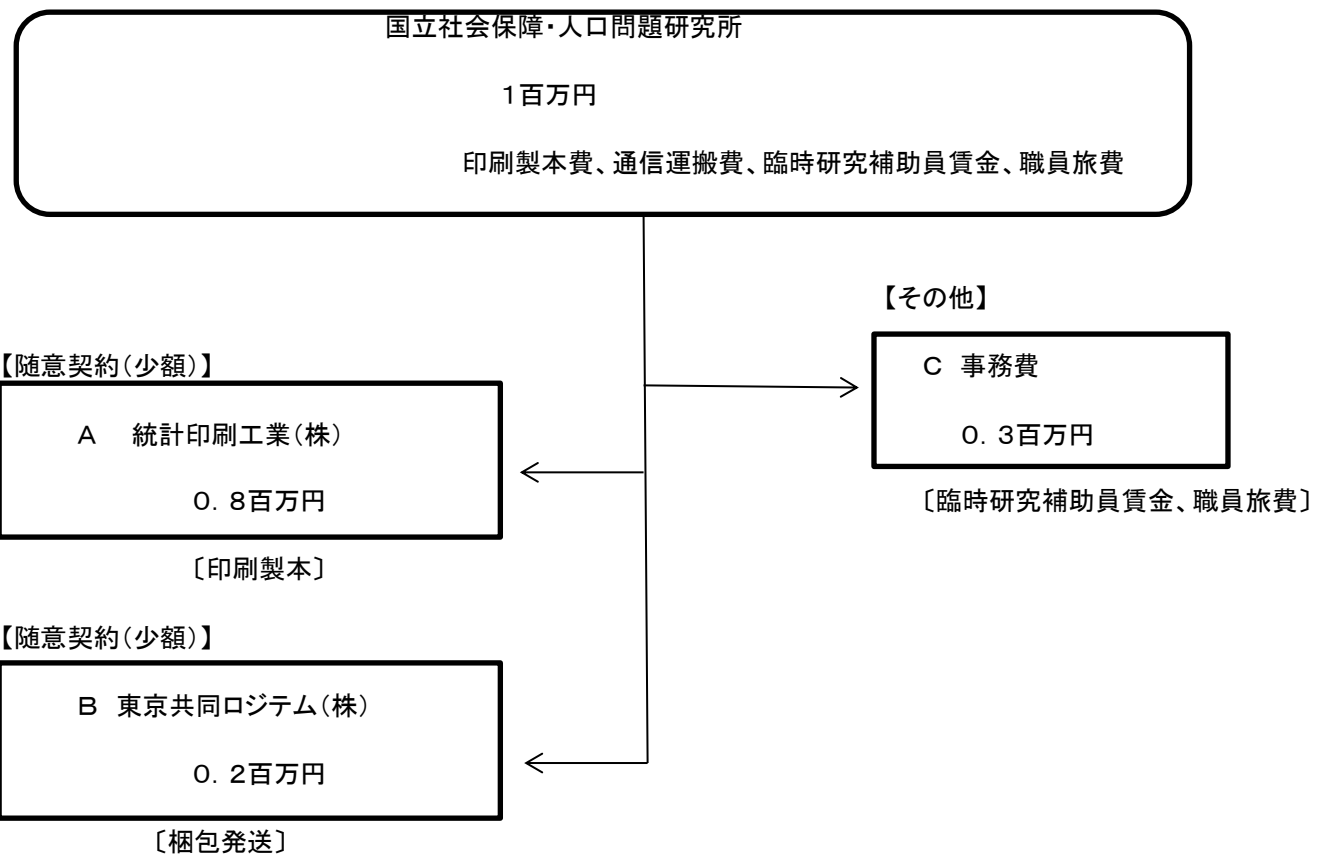 国立社会保障・人口問題研究所
１百万円
印刷製本費、通信運搬費、臨時研究補助員賃金、職員旅費
【その他】
Ｃ 事務費
０．３百万円
〔臨時研究補助員賃金、職員旅費〕
【随意契約（少額）】
Ａ 統計印刷工業（株）
０．８百万円
〔印刷製本〕
【随意契約（少額）】
Ｂ 東京共同ロジテム（株）
０．２百万円
〔梱包発送〕